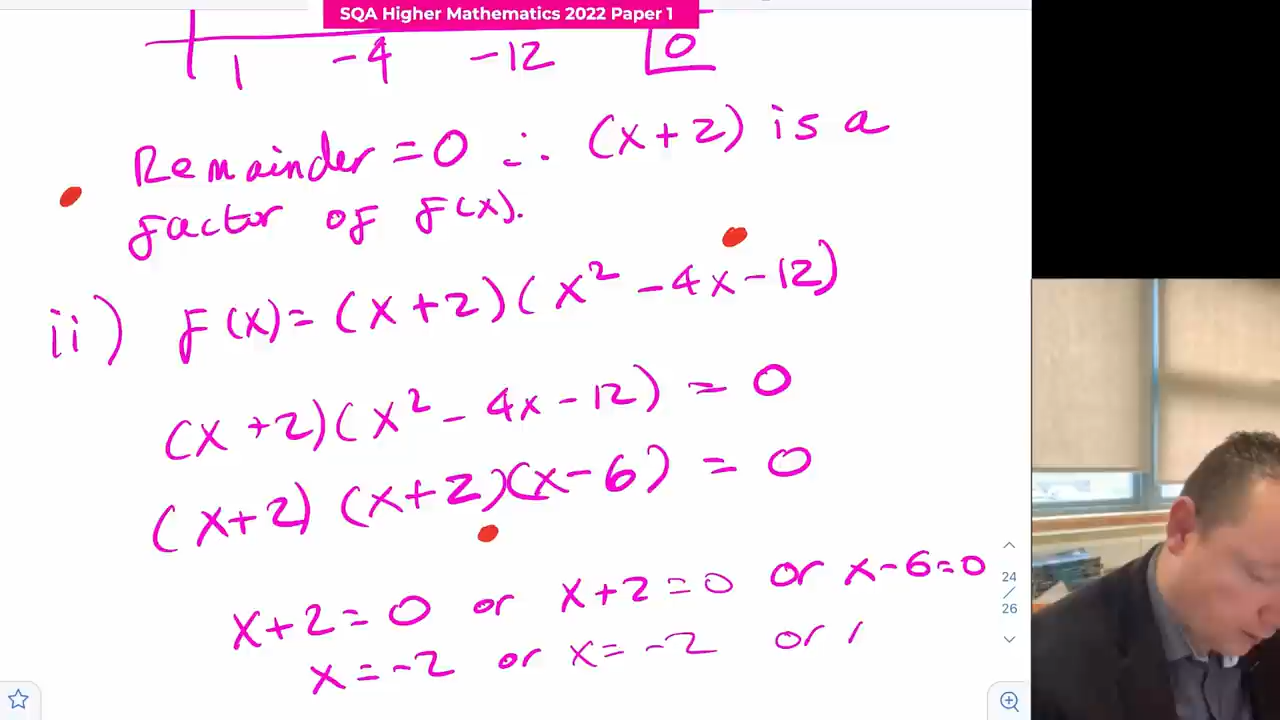 SQA Higher Mathematics 2022 Paper 1
1 -4 -12 0
Remainder = 0 ∴ (x+2) is a
factor of f(x).
ii) f(x) = (x+2)(x² -4x-12)
(x+2)(x² - 4x -12) = 0
(x+2) (x+2)(x-6) = 0
x+2=0 or x+2=0 or x-6=0
x=-2 or x=-2 or
24
/
26